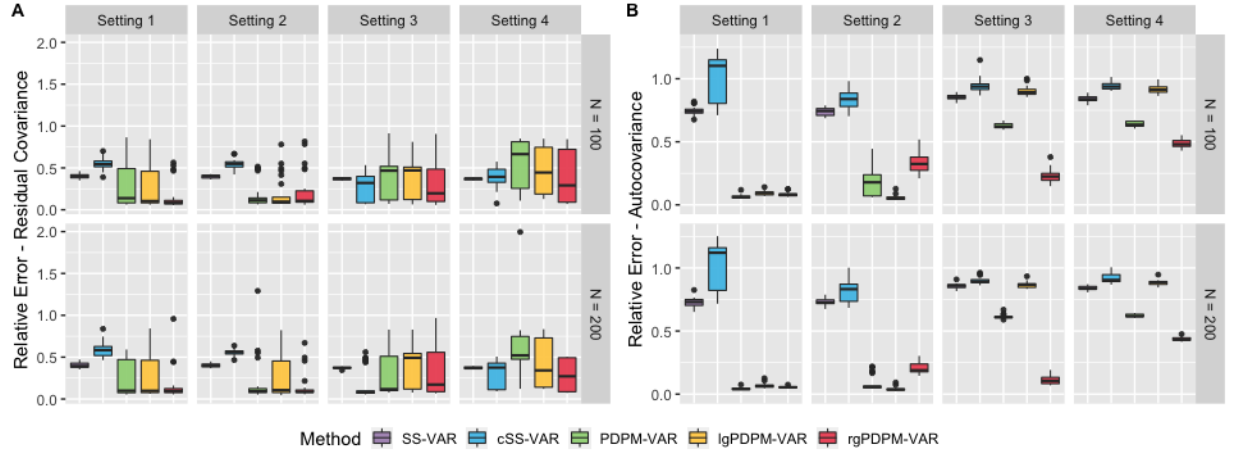 A
Setting 1 Setting 2 Setting 3 Setting 4
Relative Error - Residual Covariance
2.0
1.5
1.0
0.5
0.0
N = 100
2.0
1.5
1.0
0.5
0.0
N = 200
B
Setting 1 Setting 2 Setting 3 Setting 4
Relative Error - Autocovariance
1.0
0.5
0.0
N = 100
1.0
0.5
0.0
N = 200
Method SS-VAR cSS-VAR PDPM-VAR lgPDPM-VAR rgPDPM-VAR